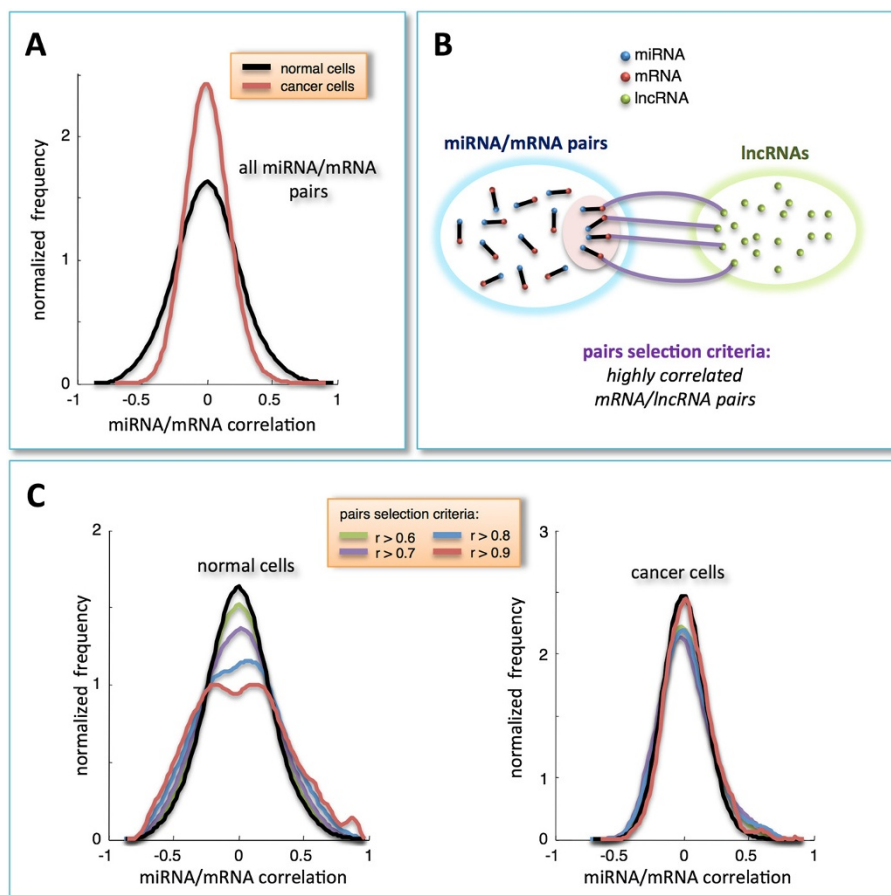 A
normal cells
cancer cells
all miRNA/mRNA
pairs
normalized frequency
2
1
0
-1
-0.5
0
0.5
1
miRNA/mRNA correlation
B
miRNA
mRNA
lncRNA
miRNA/mRNA pairs
lncRNAs
pairs selection criteria:
highly correlated
mRNA/lncRNA pairs
C
pairs selection criteria:
r > 0.6
r > 0.8
r > 0.7
r > 0.9
normal cells
normalized frequency
2
1
0
-1
-0.5
0
0.5
1
miRNA/mRNA correlation
cancer cells
normalized frequency
3
2
1
0
-1
-0.5
0
0.5
1
miRNA/mRNA correlation